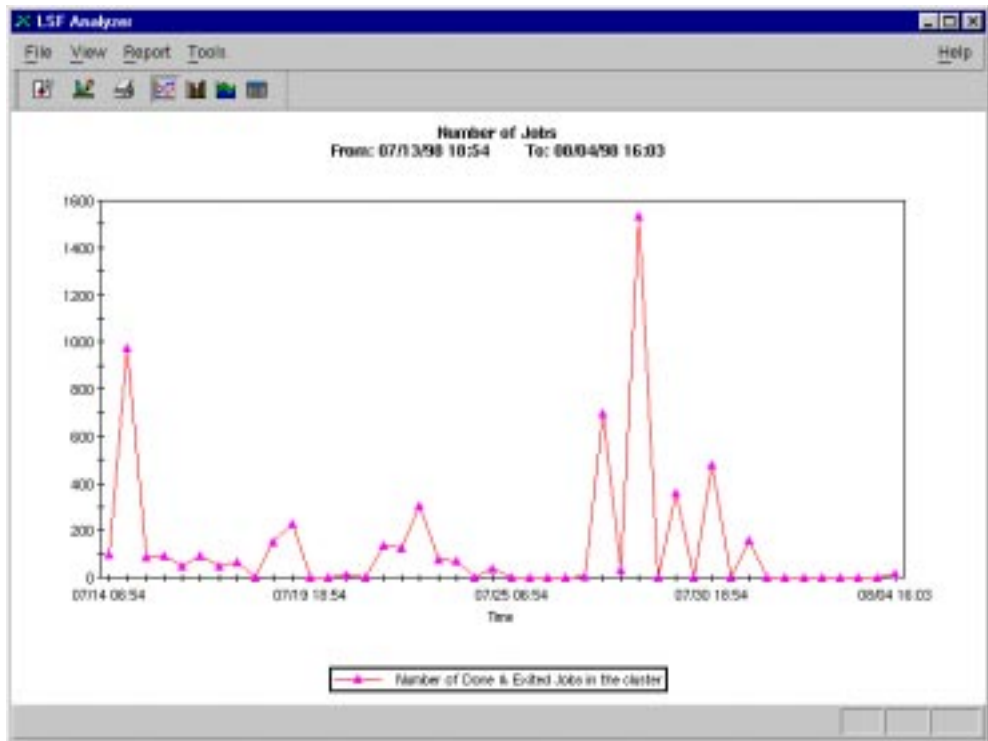 LSF Analyzer
File View Report Tools Help
Number of Jobs
From: 07/13/98 18:54 To: 08/04/98 16:03
1600
1400
1200
1000
800
600
400
200
0
07/14 06:54 07/19 18:54 07/25 06:54 07/30 18:54 08/04 16:03
Time
Number of Done & Exited Jobs in the cluster